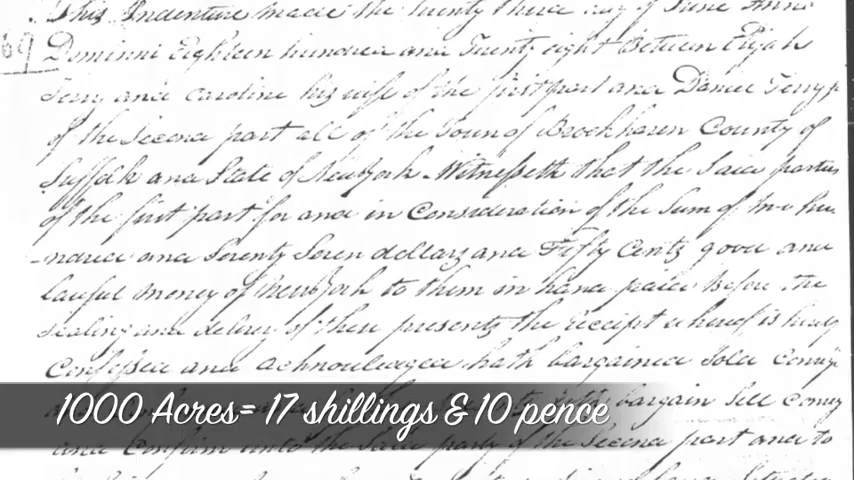 This Indenture made the Twenty three day of June Anno
69
Dominni Eighteen hundred and Twenty eight Between Elijah
Terry and Caroline his wife of the first part and Daniel Terry
of the Second part all of the Town of Brookhaven County of
Suffolk and State of New York Witnesseth that the Said parties
of the first part for and in Consideration of the Sum of two hun
ndred and Seventy Seven dollars and Fifty Cents good and
lawful money of New York to them in hand paid Before the
sealing and delivery of these presents the receipt whereof is hereby
Confessed and acknowledged hath bargained Sold
1000 Acres= 17 shillings & 10 pence
bargain Sell
and Confirm unto the Said party of the Second part and to